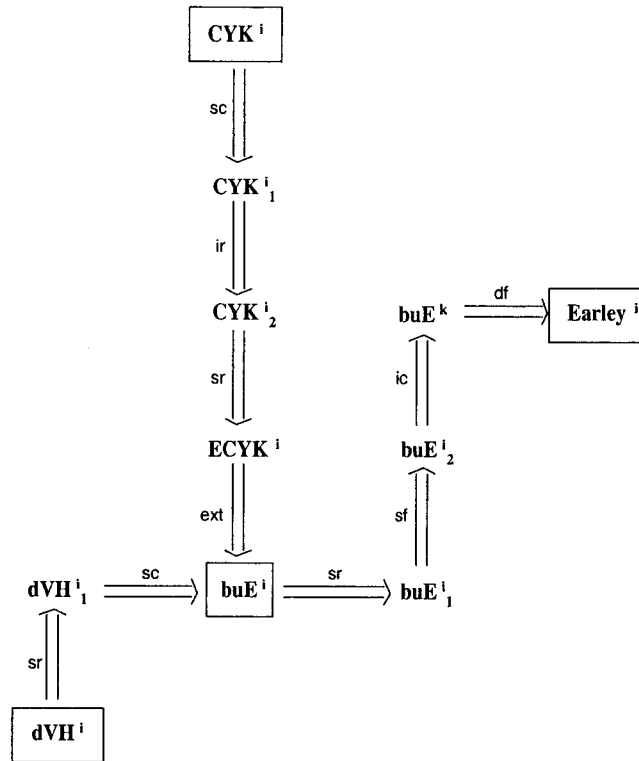 CYK i
sc
CYK i 1
ir
CYK i 2
buE k
df
Earley i
sr
ic
ECYK i
buE i 2
ext
sf
dVH i 1
sc
buE i
sr
buE i 1
sr
dVH i